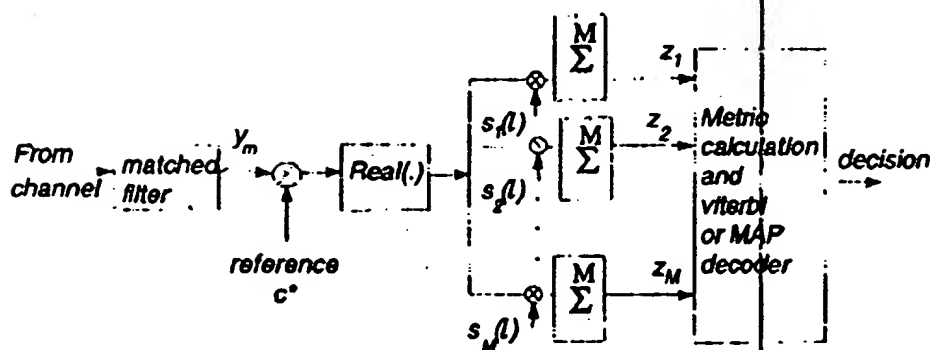 From
channel
matched
filter
y_m
reference
c*
Real(.)
s_1(l)
s_2(l)
s_M(l)
M
Σ
M
Σ
M
Σ
z_1
z_2
z_M
Metric
calculation
and
viterbi
or MAP
decoder
decision